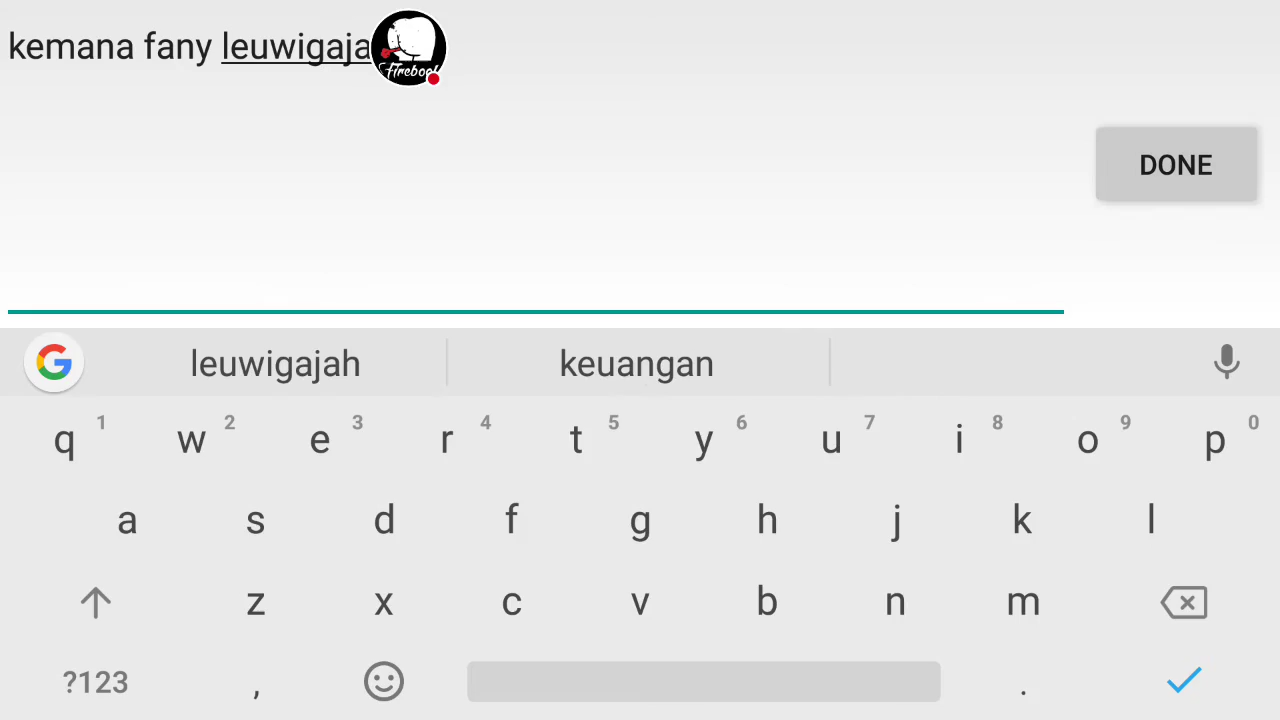 kemana fany leuwigaja
DONE
leuwigajah keuangan
q 1 w 2 e 3 r 4 t 5 y 6 u 7 i 8 o 9 p 0
a s d f g h j k l
z x c v b n m
?123 , .